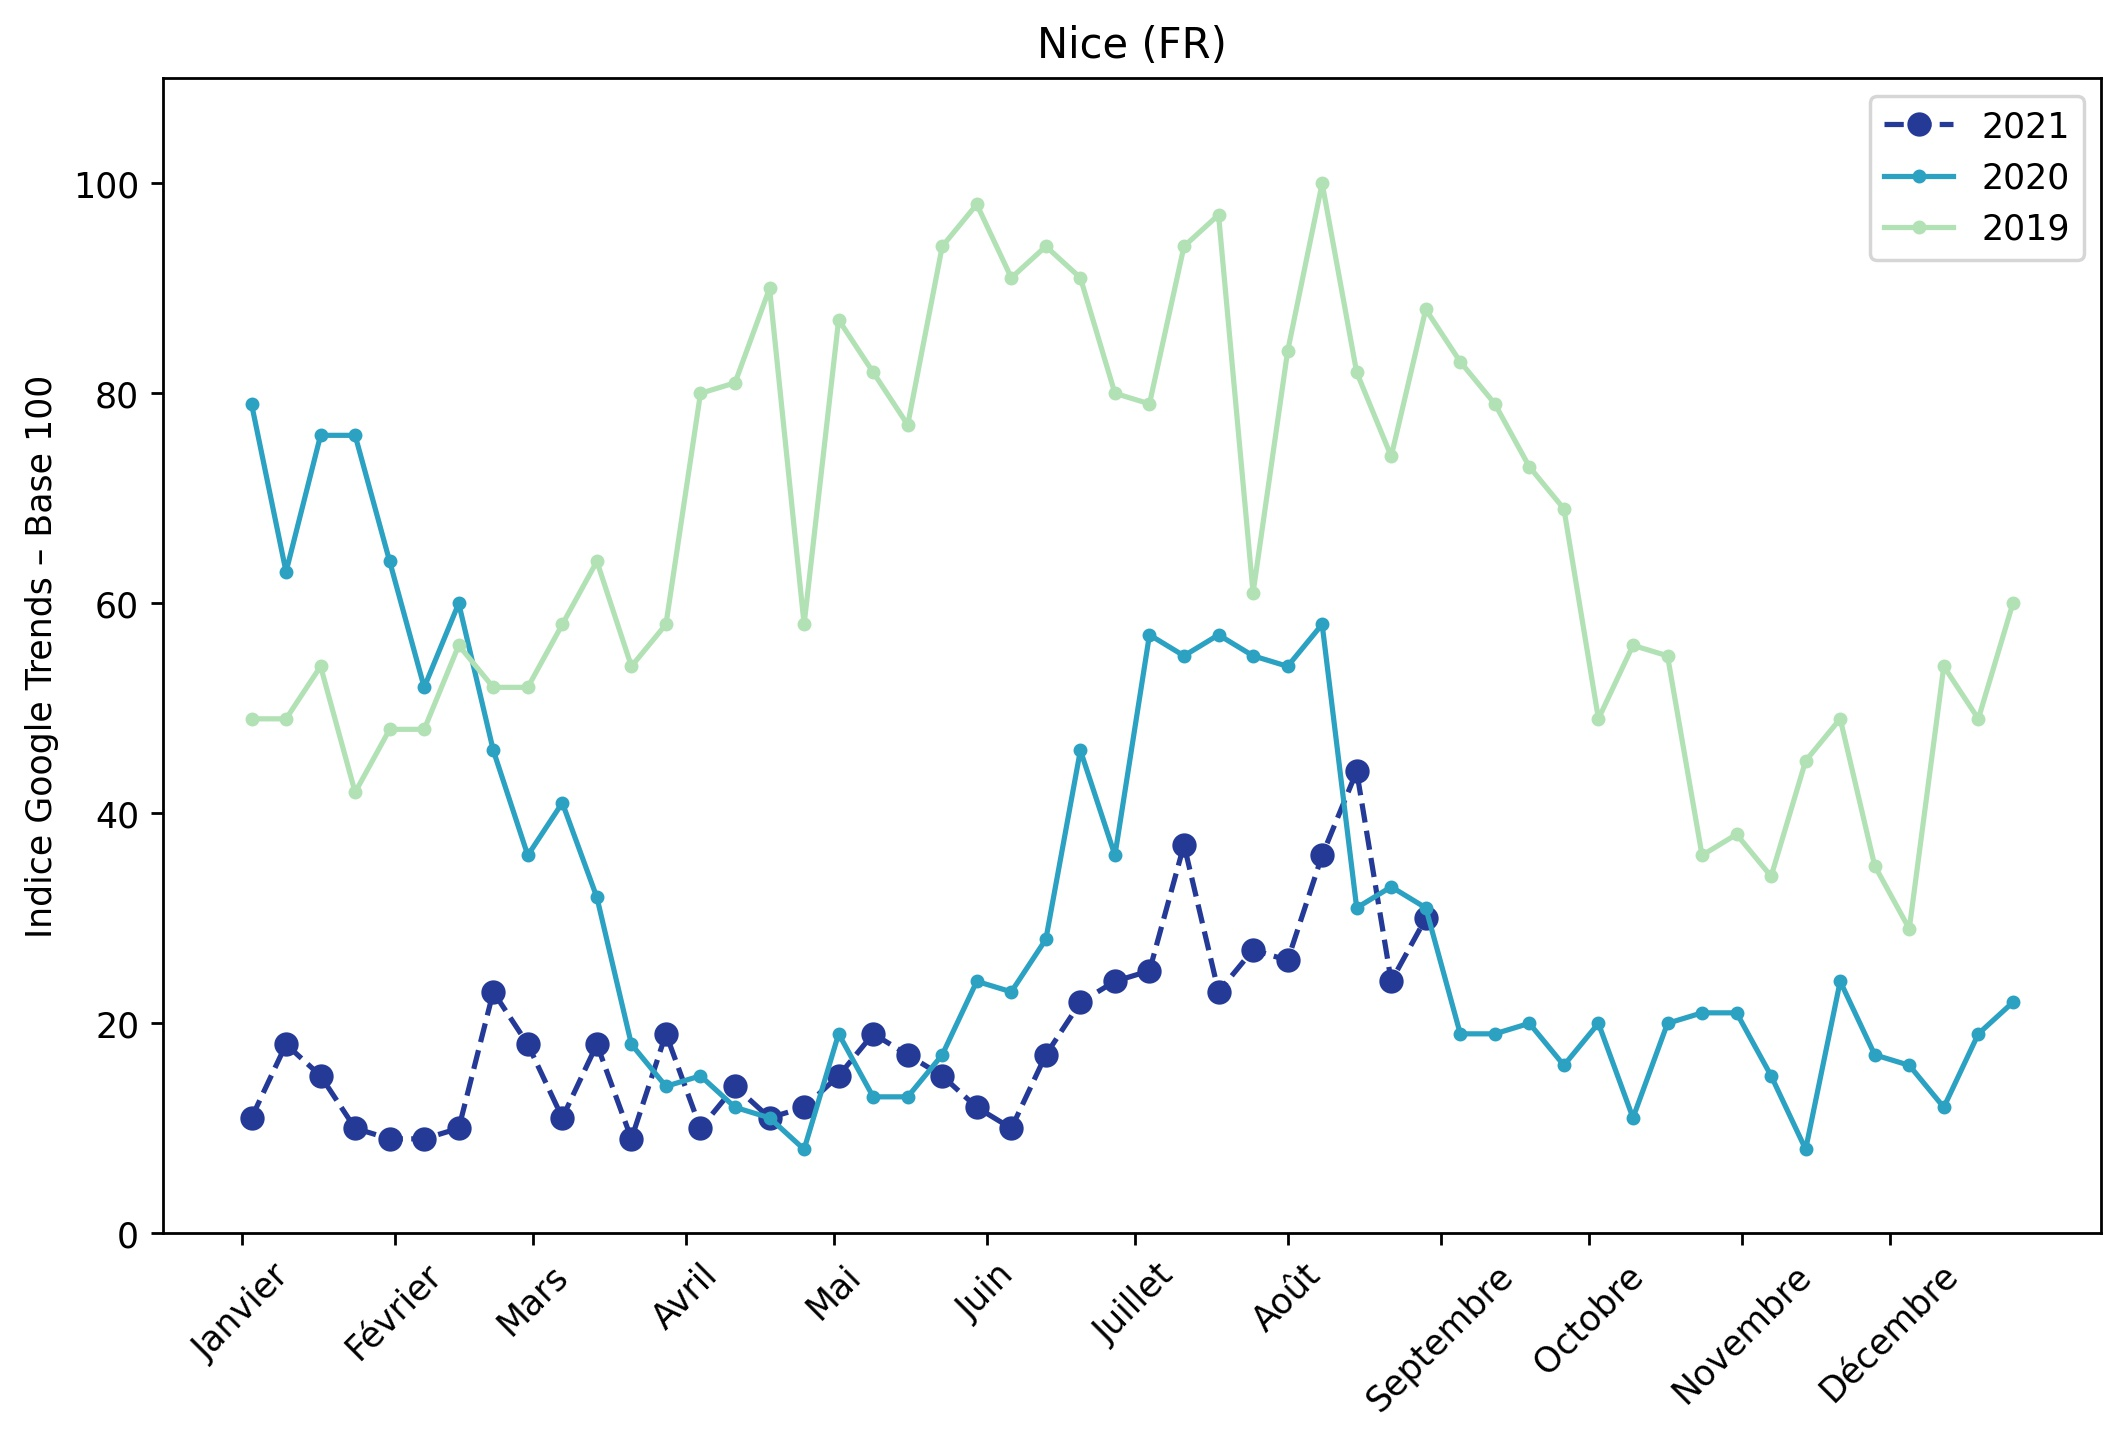 Nice (FR)
2021
2020
2019
Indice Google Trends – Base 100
100
80
60
40
20
0
Janvier
Février
Mars
Avril
Mai
Juin
Juillet
Août
Septembre
Octobre
Novembre
Décembre